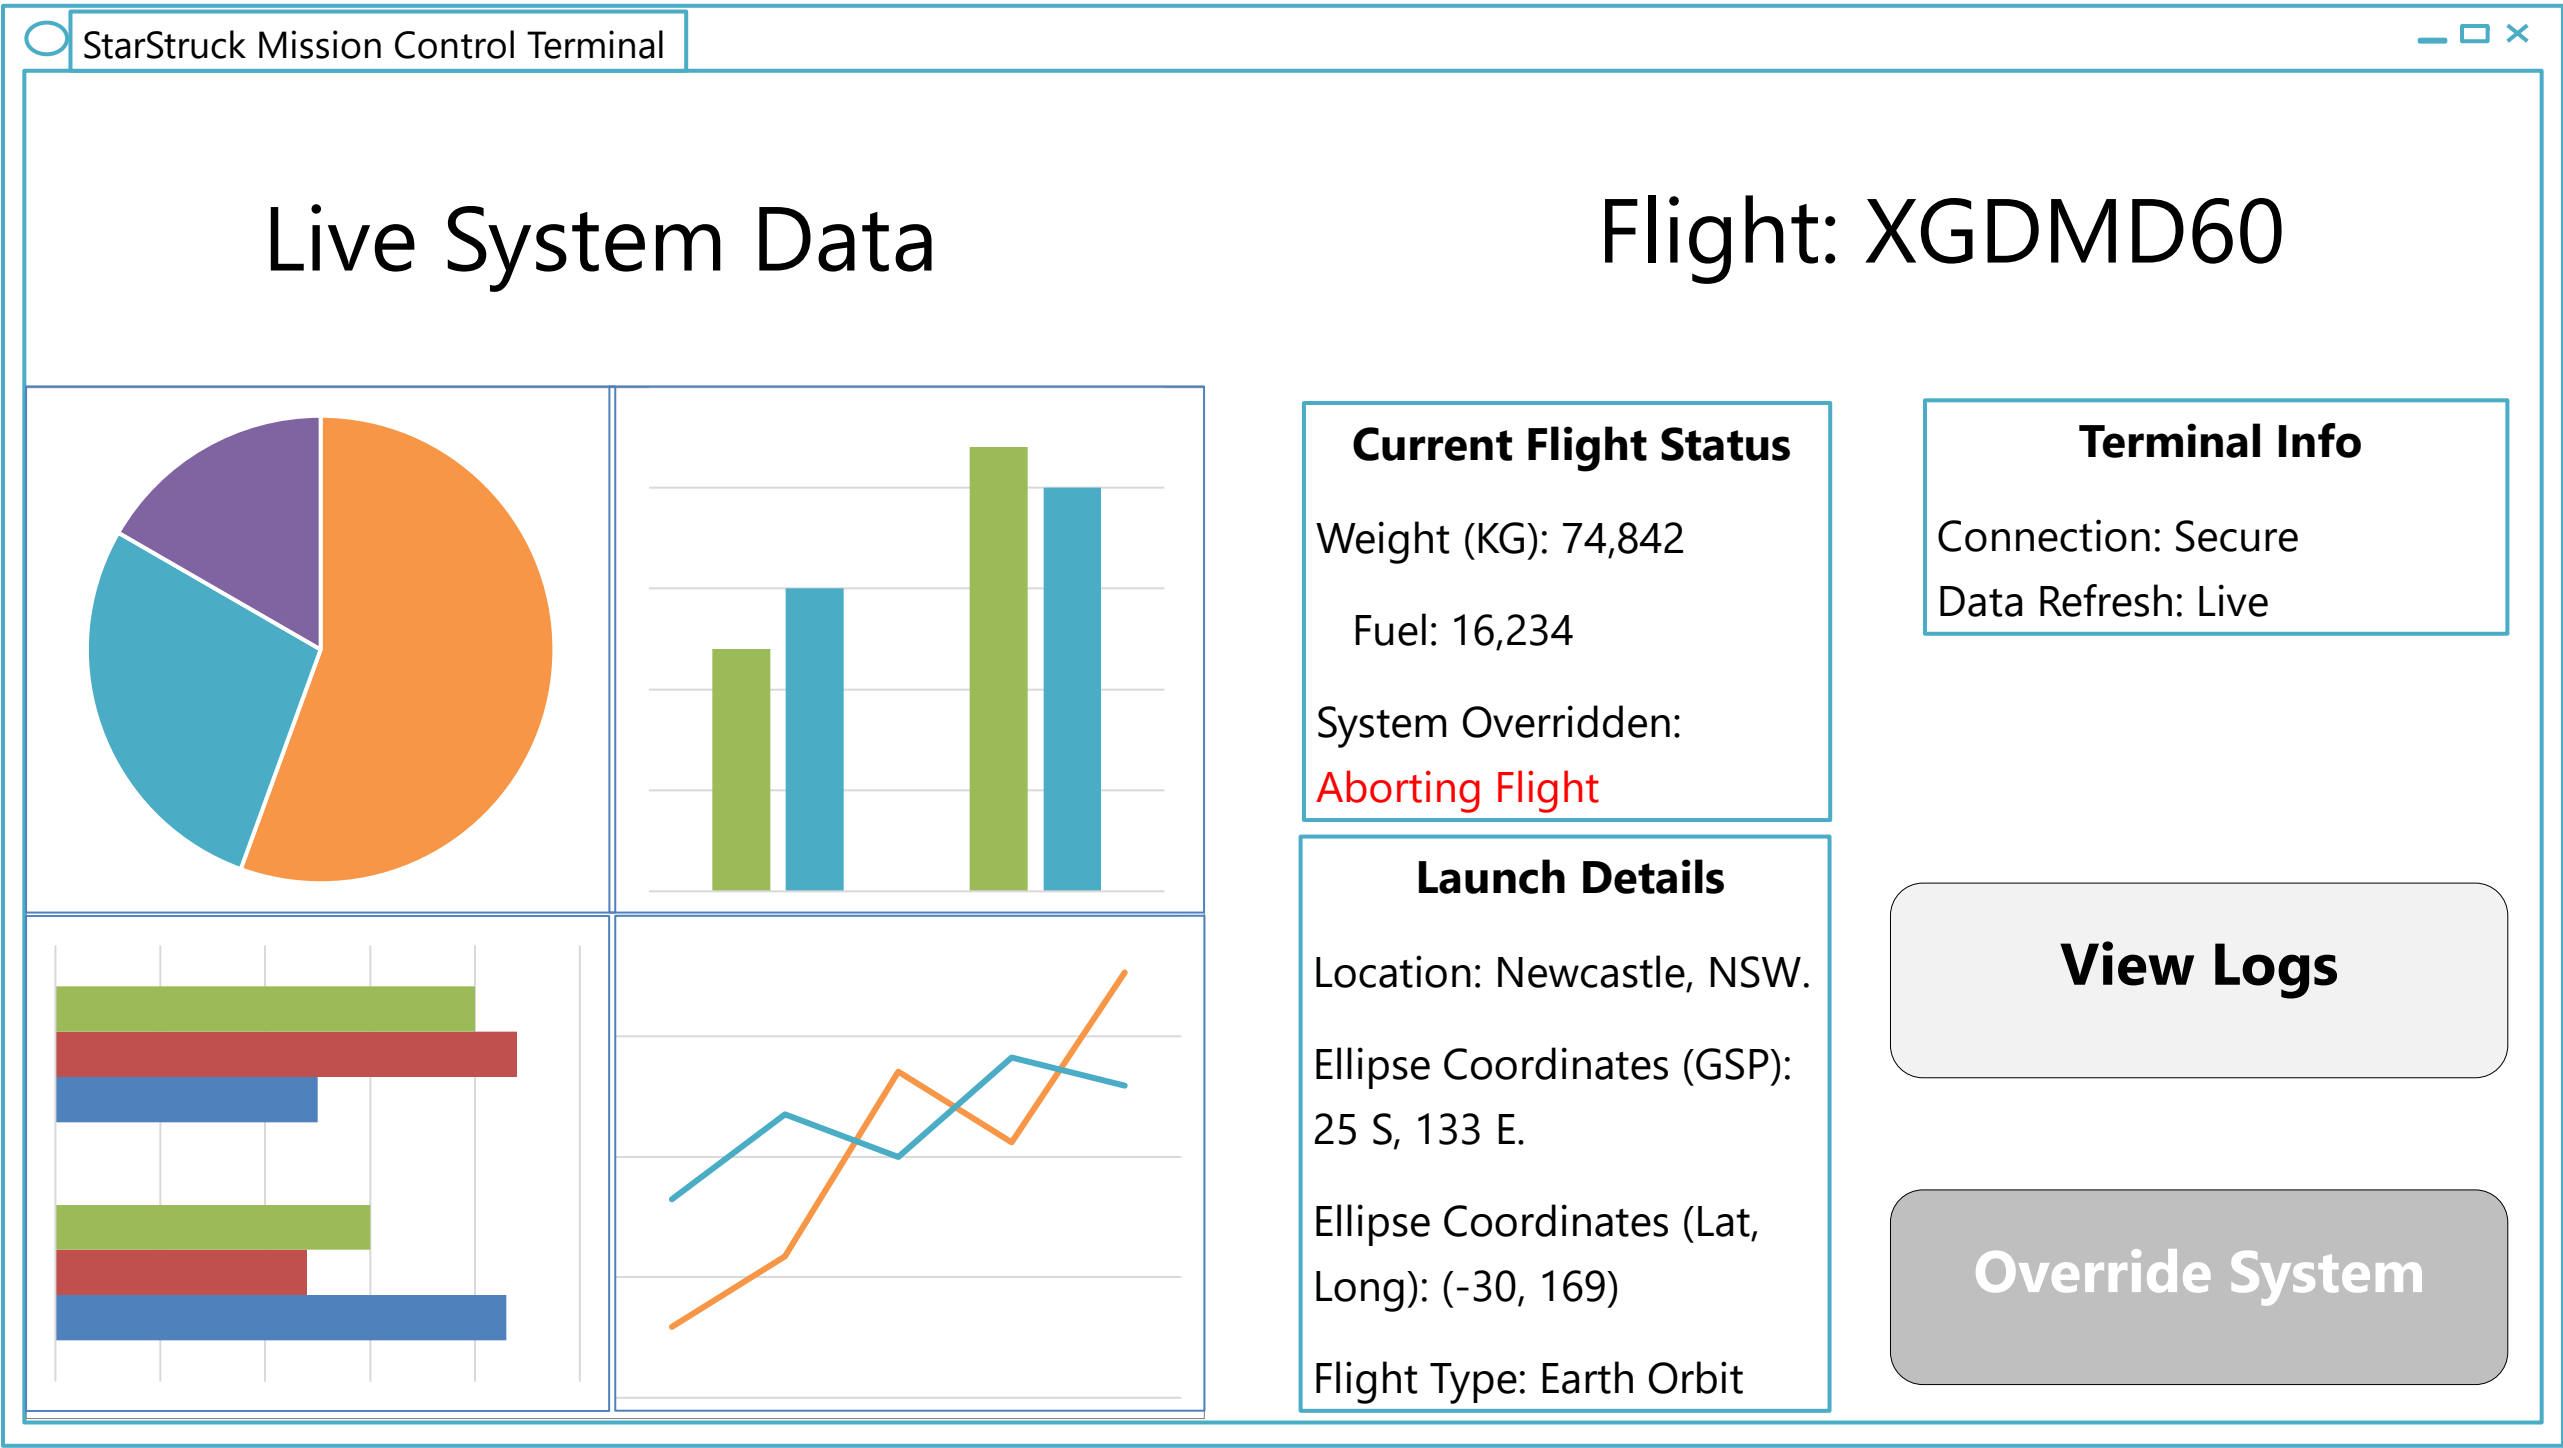 StarStruck Mission Control Terminal
Live System Data
Flight: XGDMD60
Current Flight Status
Weight (KG): 74,842
Fuel: 16,234
System Overridden:
Aborting Flight
Terminal Info
Connection: Secure
Data Refresh: Live
Launch Details
Location: Newcastle, NSW.
Ellipse Coordinates (GSP):
25 S, 133 E.
Ellipse Coordinates (Lat,
Long): (-30, 169)
Flight Type: Earth Orbit
View Logs
Override System